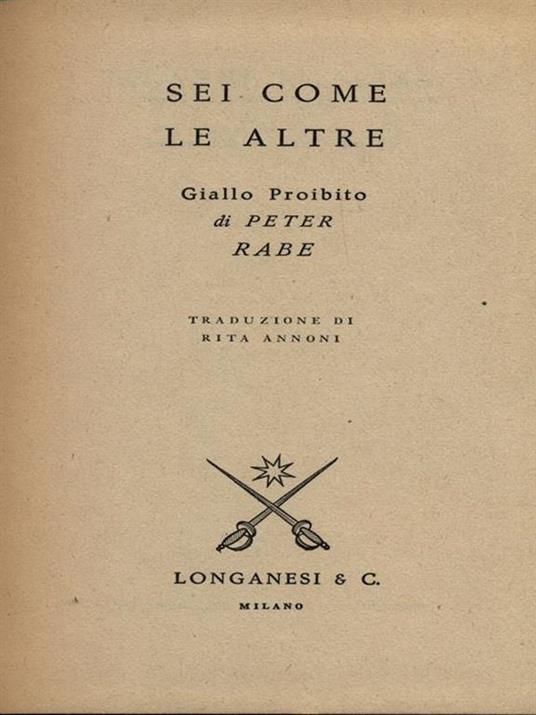 SEI COME
LE ALTRE
Giallo Proibito
di PETER
RABE
TRADUZIONE DI
RITA ANNONI
LONGANESI & C.
MILANO